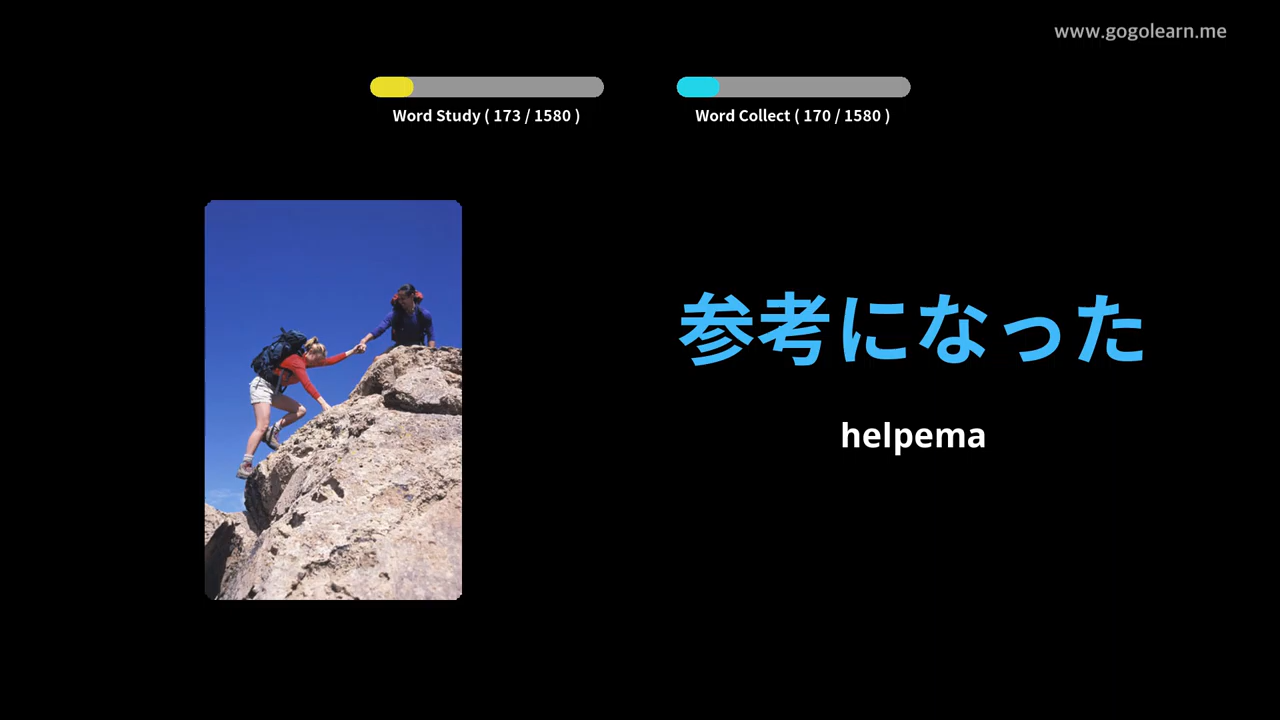 www.gogolearn.me
Word Study ( 173 / 1580 )
Word Collect ( 170 / 1580 )
参考になった
helpema